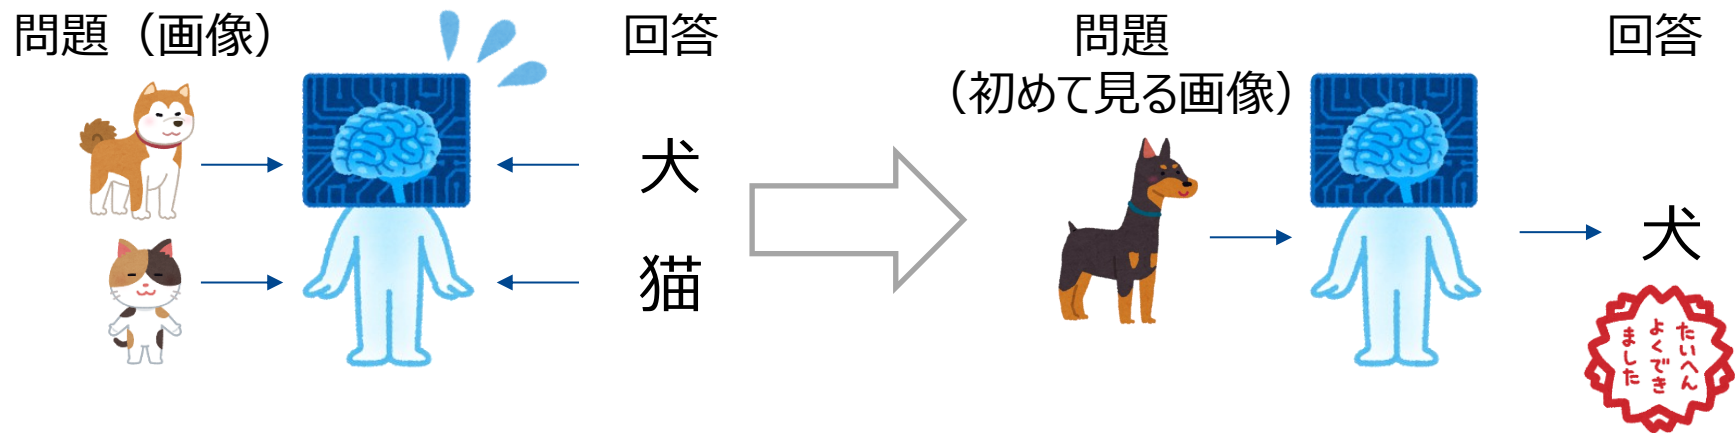 問題（画像）
回答
犬
猫
問題
（初めて見る画像）
回答
犬
たいへん
よくでき
ました